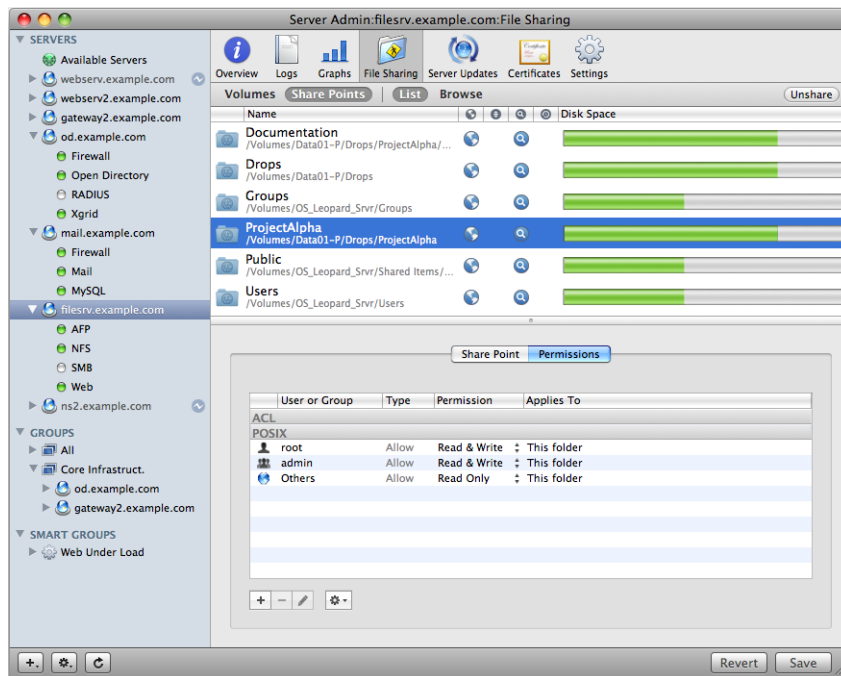 Server Admin:filesrv.example.com:File Sharing
SERVERS
Available Servers
webserv.example.com
webserv2.example.com
gateway2.example.com
od.example.com
Firewall
Open Directory
RADIUS
Xgrid
mail.example.com
Firewall
Mail
MySQL
filesrv.example.com
AFP
NFS
SMB
Web
ns2.example.com
GROUPS
All
Core Infrastruct.
od.example.com
gateway2.example.com
SMART GROUPS
Web Under Load
Overview Logs Graphs File Sharing Server Updates Certificates Settings
Volumes Share Points List Browse Unshare
Name Disk Space
Documentation
/Volumes/Data01-P/Drops/ProjectAlpha/...
Drops
/Volumes/Data01-P/Drops
Groups
/Volumes/OS_Leopard_Srvr/Groups
ProjectAlpha
/Volumes/Data01-P/Drops/ProjectAlpha
Public
/Volumes/OS_Leopard_Srvr/Shared Items/...
Users
/Volumes/OS_Leopard_Srvr/Users
Share Point Permissions
User or Group Type Permission Applies To
ACL
POSIX
root Allow Read & Write This folder
admin Allow Read & Write This folder
Others Allow Read Only This folder
Revert Save